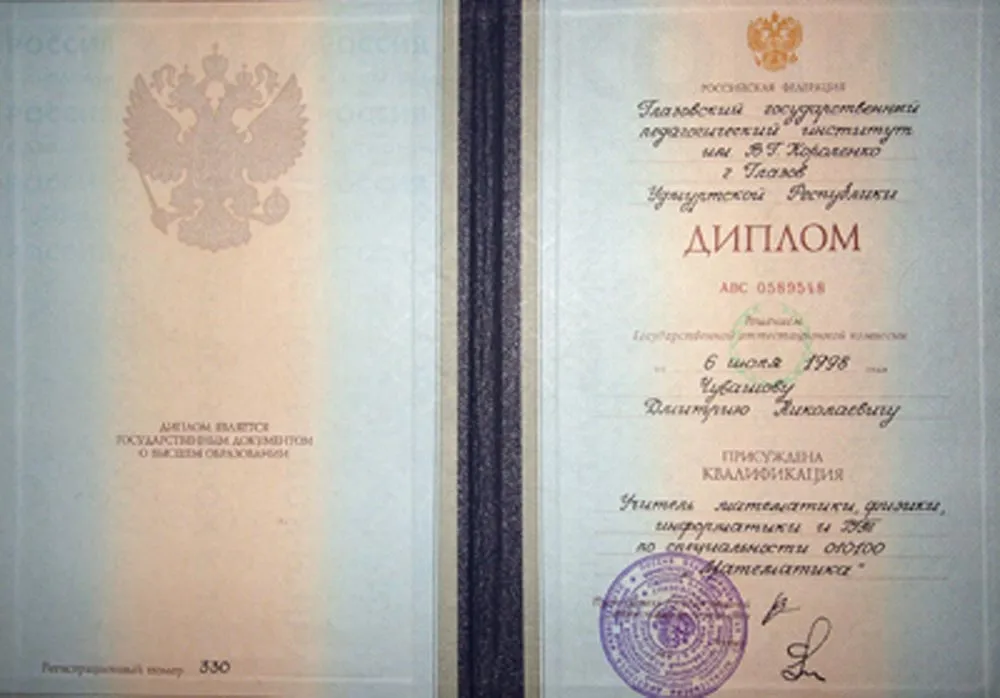 ДИПЛОМ ЯВЛЯЕТСЯ
ГОСУДАРСТВЕННЫМ ДОКУМЕНТОМ
О ВЫСШЕМ ОБРАЗОВАНИИ
Регистрационный номер 330
РОССИЙСКАЯ ФЕДЕРАЦИЯ
Глазовский государственный
педагогический институт
им. В.Г. Короленко
г Глазов
Удмуртской Республики
ДИПЛОМ
АВС 0589548
Решением
Государственной аттестационной комиссии
от 6 июля 1998 года
Чувашову
Дмитрию Николаевичу
ПРИСУЖДЕНА
КВАЛИФИКАЦИЯ
Учитель математики, физики,
информатики и ВТ
по специальности 010100
"Математика"